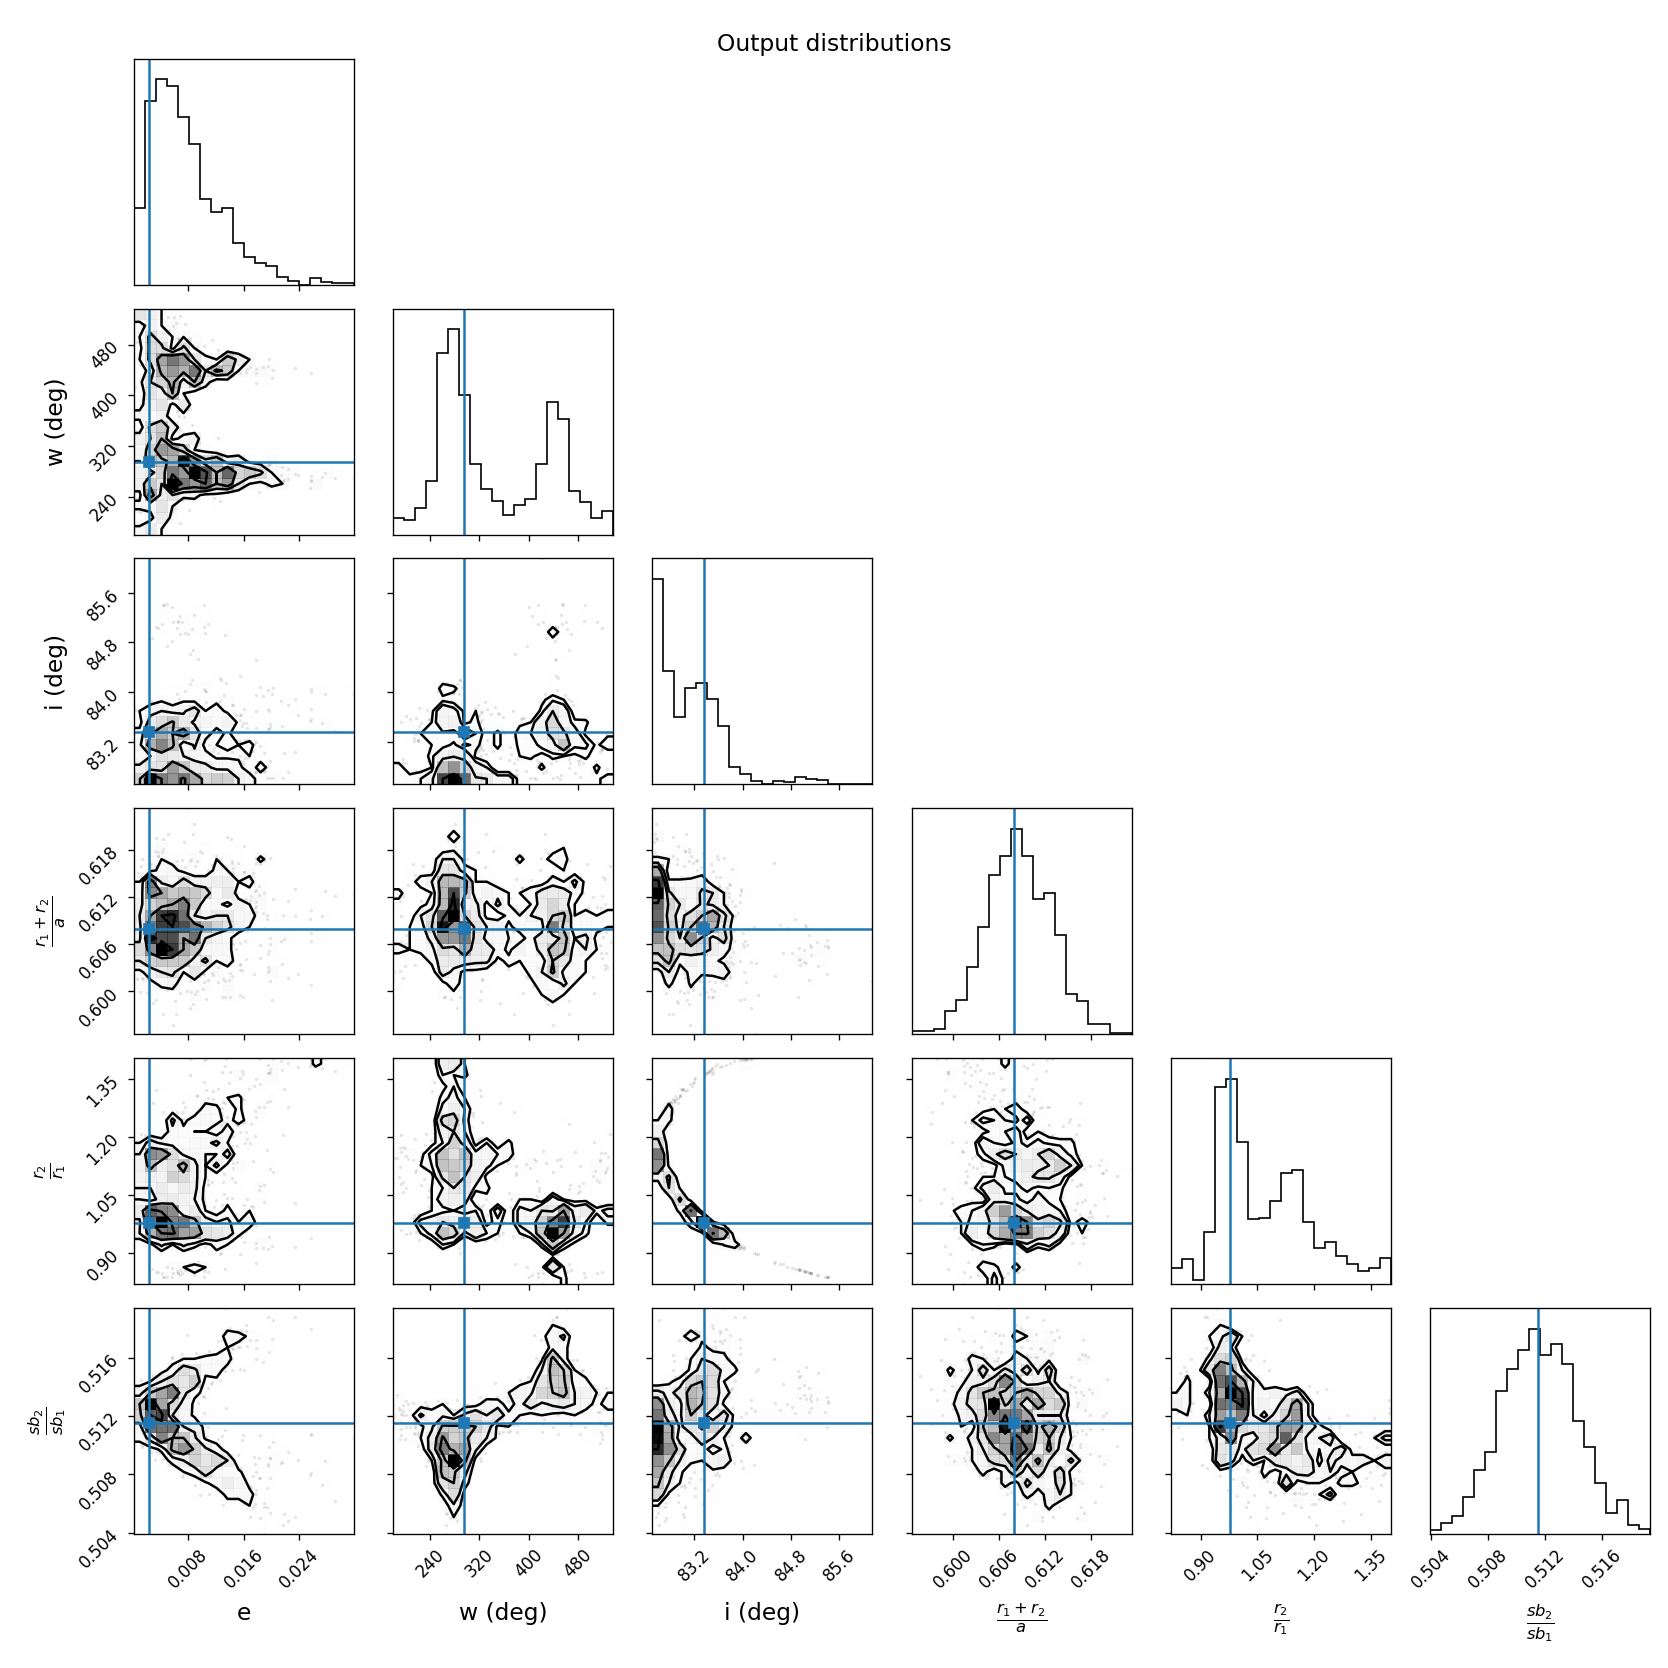 Output distributions
w (deg)
480
400
320
240
i (deg)
85.6
84.8
84.0
83.2
r₁ + r₂
a
0.618
0.612
0.606
0.600
r₂
r₁
1.35
1.20
1.05
0.90
sb₂
sb₁
0.516
0.512
0.508
0.504
0.008 0.016 0.024 240 320 400 480 83.2 84.0 84.8 85.6 0.600 0.606 0.612 0.618 0.90 1.05 1.20 1.35 0.504 0.508 0.512 0.516
e w (deg) i (deg) r₁ + r₂ r₂ sb₂
a r₁ sb₁